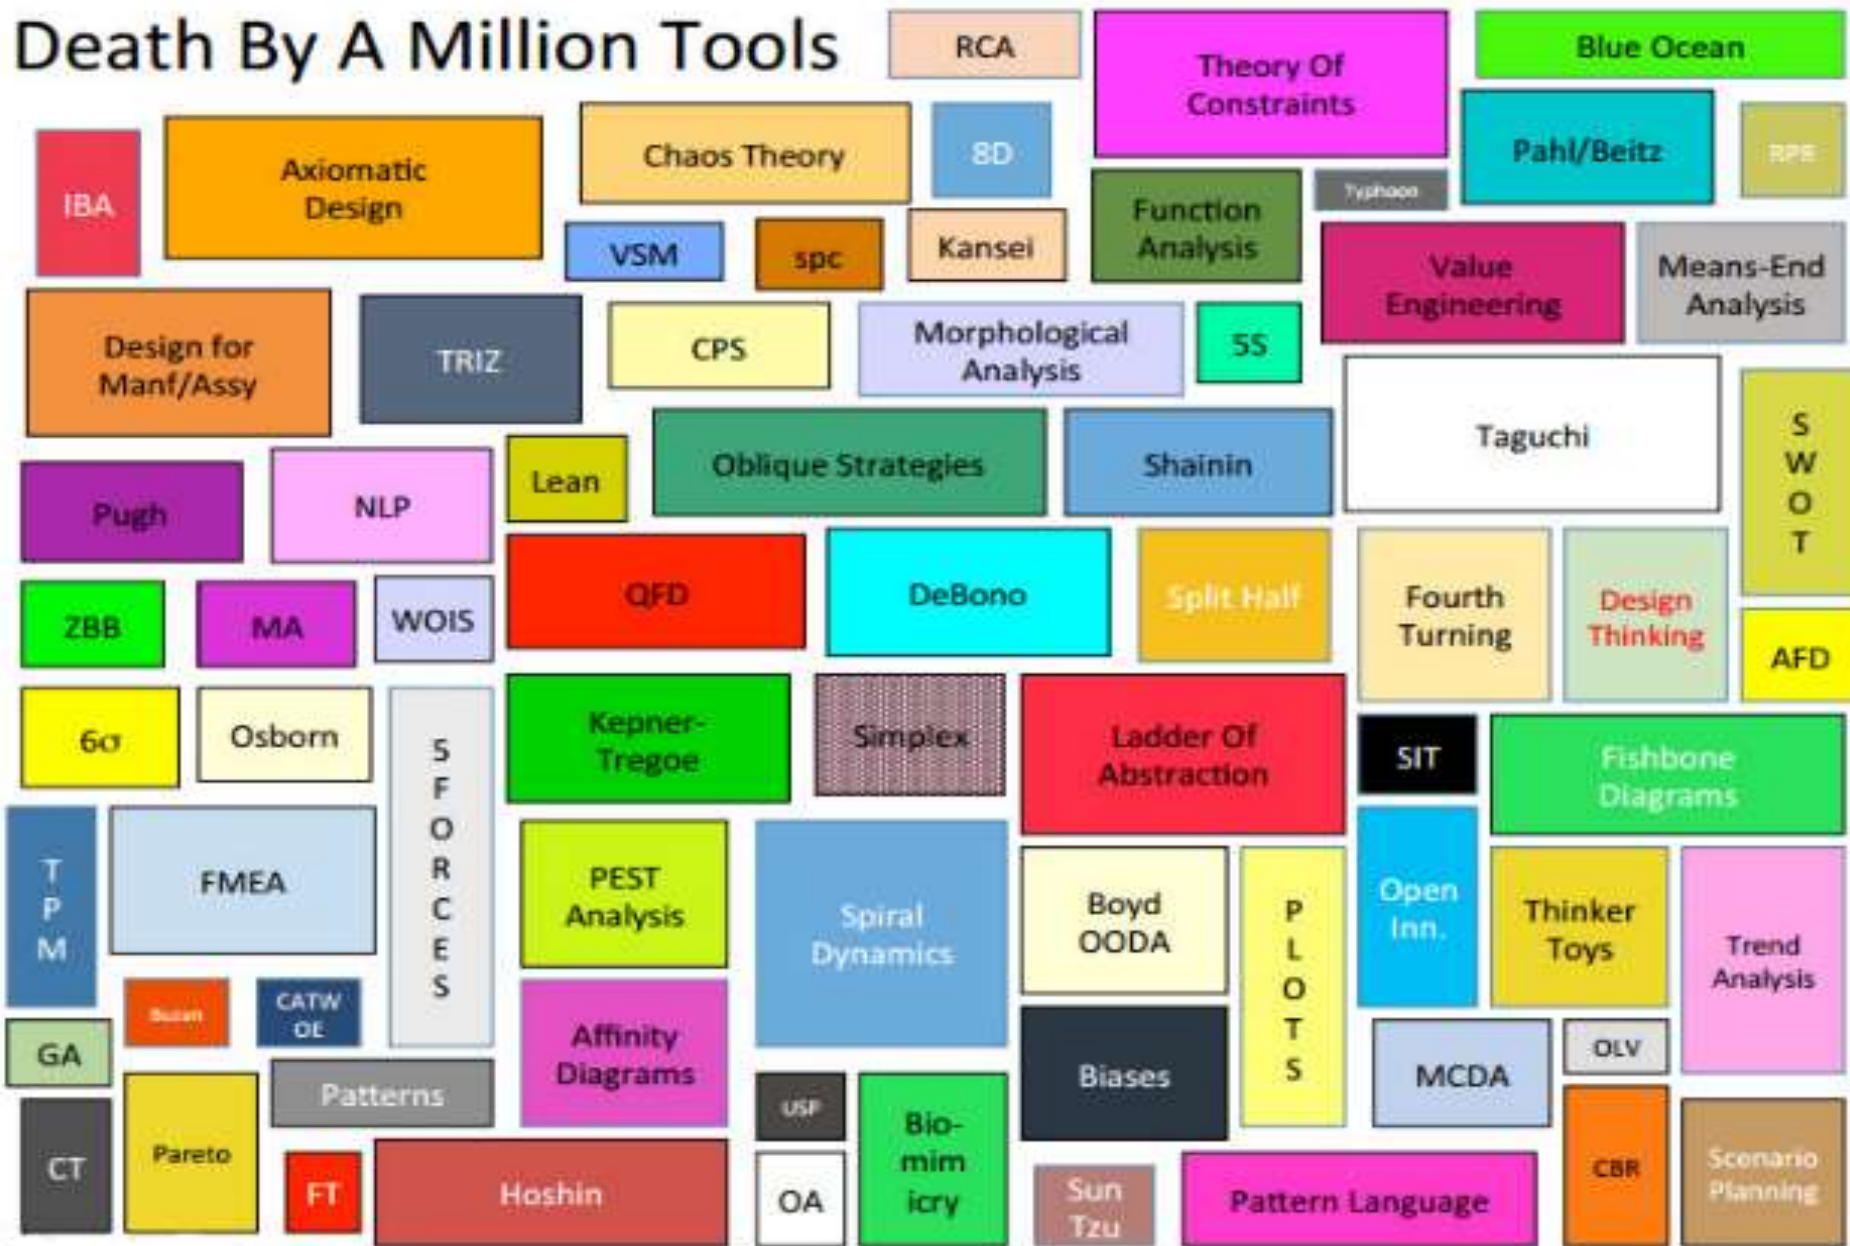 Death By A Million Tools
RCA
Theory Of
Constraints
Blue Ocean
IBA
Axiomatic
Design
Chaos Theory
8D
Pahl/Beitz
RPR
Typhoon
Function
Analysis
VSM
spc
Kansei
Value
Engineering
Means-End
Analysis
Design for
Manf/Assy
TRIZ
CPS
Morphological
Analysis
5S
Taguchi
S
W
O
T
Pugh
NLP
Lean
Oblique Strategies
Shainin
ZBB
MA
WOIS
QFD
DeBono
Split Half
Fourth
Turning
Design
Thinking
AFD
6σ
Osborn
5
F
O
R
C
E
S
Kepner-
Tregoe
Simplex
Ladder Of
Abstraction
SIT
Fishbone
Diagrams
T
P
M
FMEA
PEST
Analysis
Spiral
Dynamics
Boyd
OODA
P
L
O
T
S
Open
Inn.
Thinker
Toys
Trend
Analysis
Buzan
CATW
OE
Affinity
Diagrams
Biases
MCDA
OLV
GA
Patterns
USP
Bio-
mim
icry
CT
Pareto
FT
Hoshin
OA
Sun
Tzu
Pattern Language
CBR
Scenario
Planning